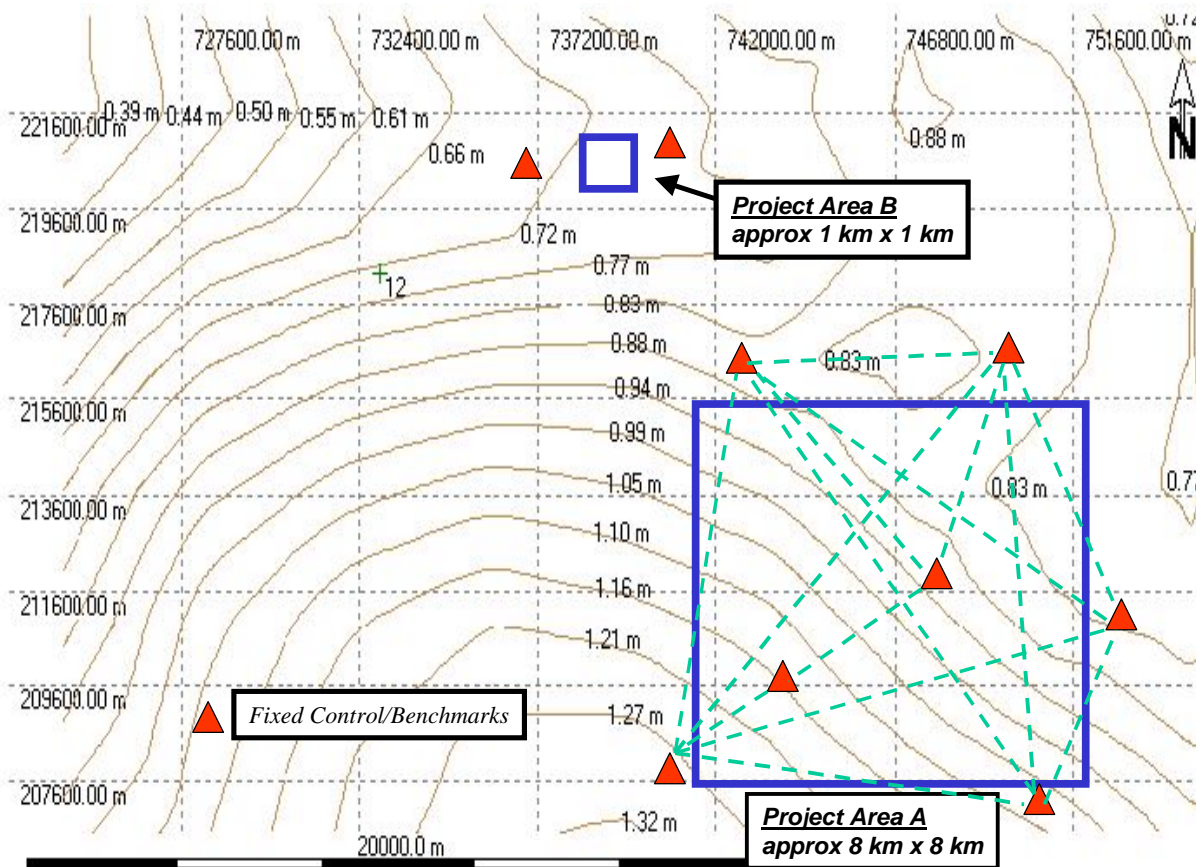 0.72
727600.00 m
732400.00 m
737200.00 m
742000.00 m
746800.00 m
751600.00 m
0.39 m
0.44 m
0.50 m
0.55 m
0.61 m
221600.00 m
0.66 m
0.88 m
N
Project Area B
approx 1 km x 1 km
219600.00 m
0.72 m
0.77 m
12
217600.00 m
0.83 m
0.88 m
0.83 m
0.94 m
215600.00 m
0.99 m
1.05 m
0.83 m
0.77
213600.00 m
1.10 m
1.16 m
211600.00 m
1.21 m
209600.00 m
Fixed Control/Benchmarks
1.27 m
207600.00 m
1.32 m
Project Area A
approx 8 km x 8 km
20000.0 m